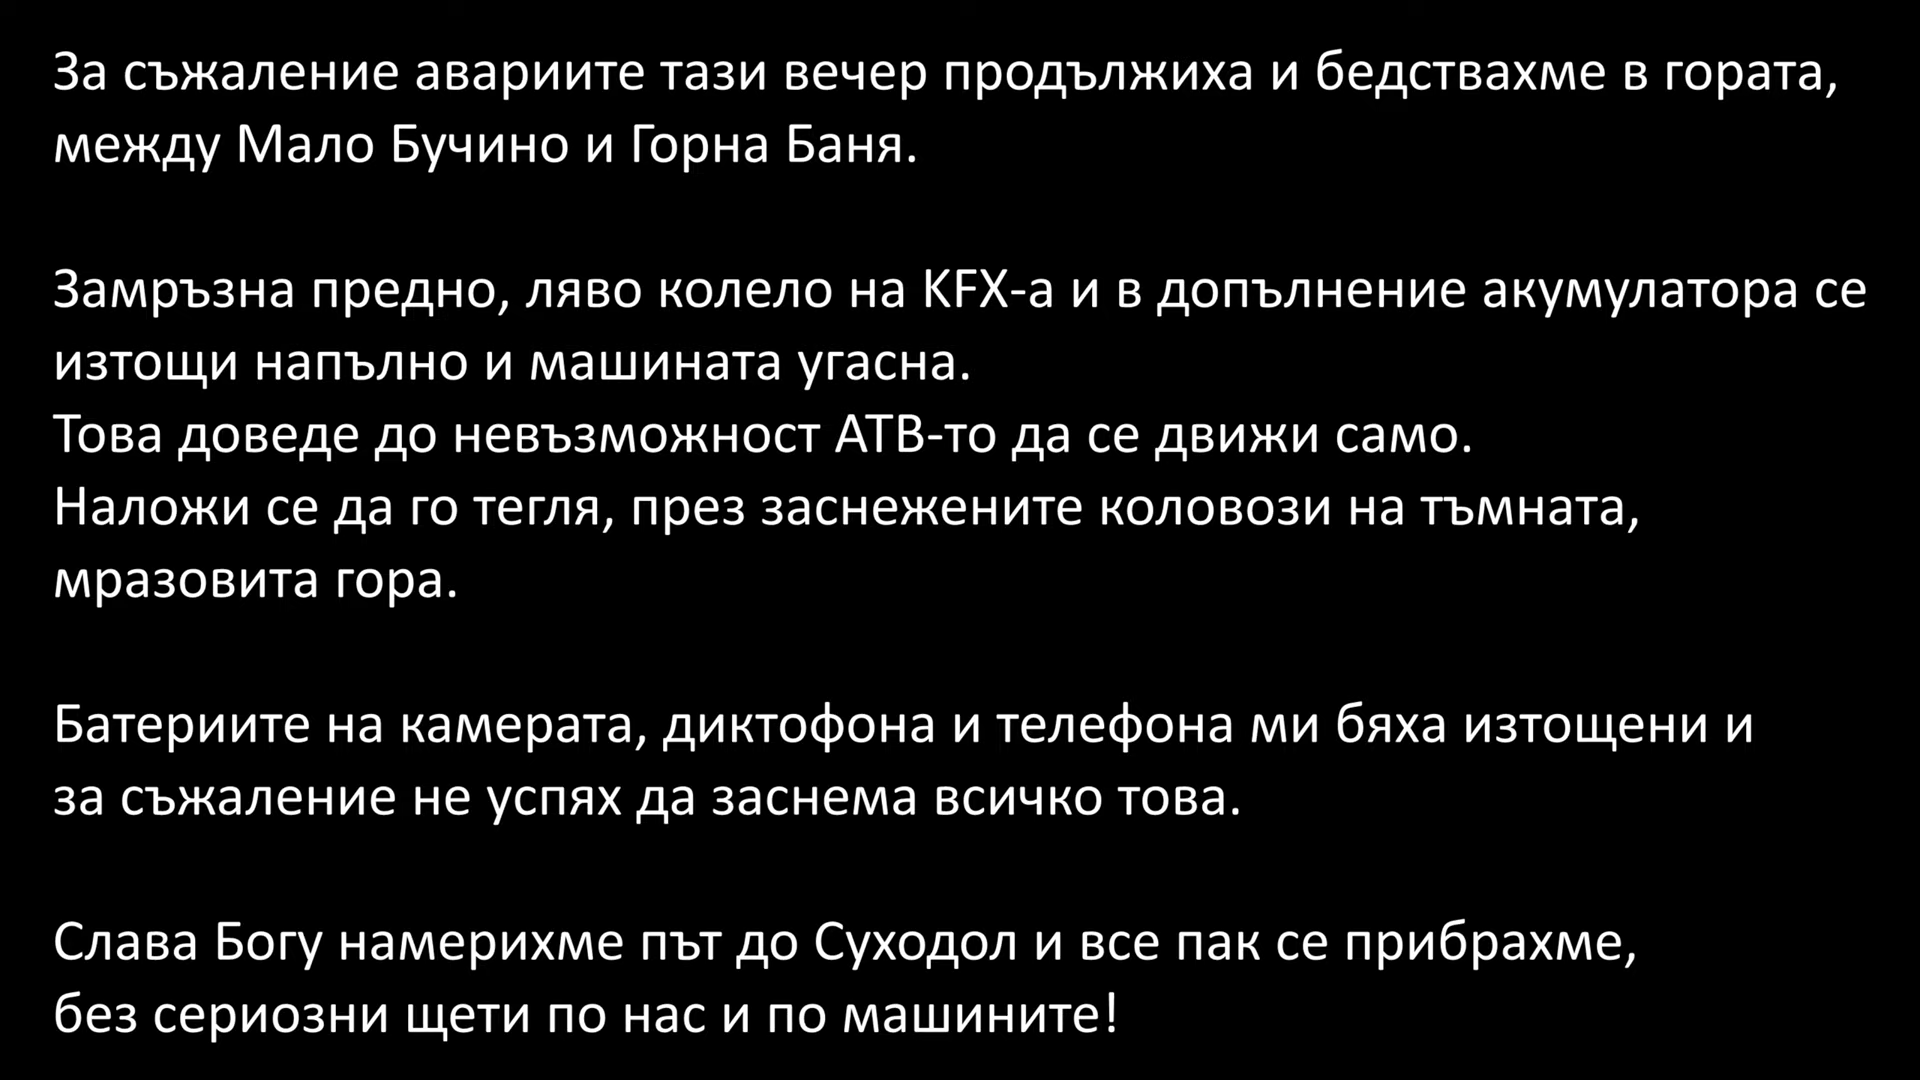 За съжаление авариите тази вечер продължиха и бедствахме в гората,
между Мало Бучино и Горна Баня.
Замръзна предно, ляво колело на KFX-а и в допълнение акумулатора се
изтощи напълно и машината угасна.
Това доведе до невъзможност АТВ-то да се движи само.
Наложи се да го тегля, през заснежените коловози на тъмната,
мразовита гора.
Батериите на камерата, диктофона и телефона ми бяха изтощени и
за съжаление не успях да заснема всичко това.
Слава Богу намерихме път до Суходол и все пак се прибрахме,
без сериозни щети по нас и по машините!